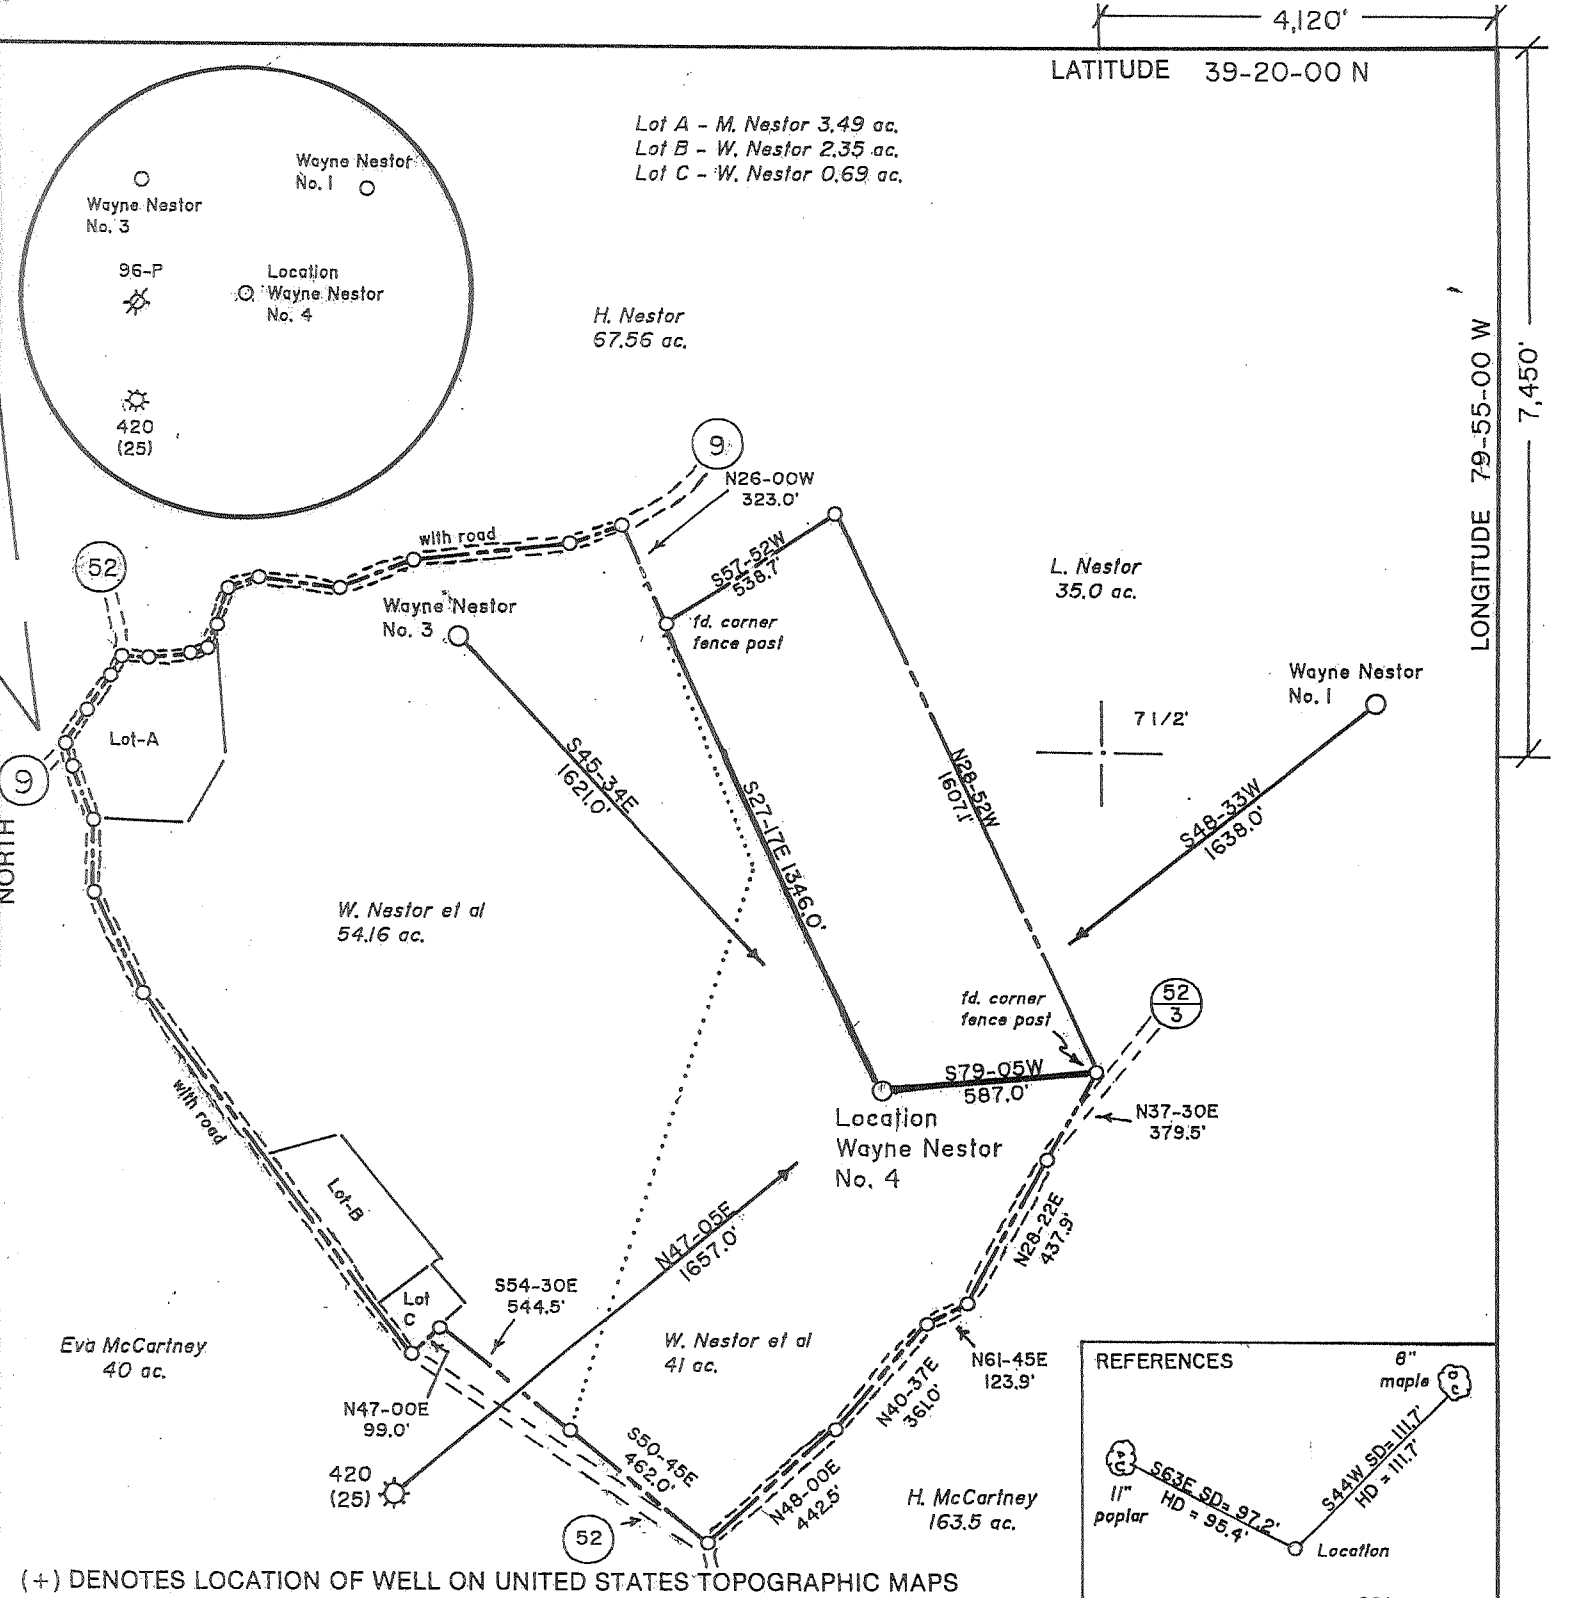 4,120'
LATITUDE 39-20-00 N
Lot A - M. Nestor 3.49 ac.
Lot B - W. Nestor 2.35 ac.
Lot C - W. Nestor 0.69 ac.
Wayne Nestor
No. 1
Wayne Nestor
No. 3
96-P
Location
Wayne Nestor
No. 4
420
(25)
H. Nestor
67.56 ac.
LONGITUDE 79-55-00 W
7,450'
9
N26-00W
323.0'
with road
S57-52W
538.7'
52
L. Nestor
35.0 ac.
Wayne Nestor
No. 3
fd. corner
fence post
Wayne Nestor
No. 1
7 1/2'
Lot-A
9
NORTH
S45-34E
1621.0'
S27-17E 1346.0'
N28-52W
1607.1'
S48-33W
1638.0'
W. Nestor et al
54.16 ac.
fd. corner
fence post
52
3
S79-05W
587.0'
Location
Wayne Nestor
No. 4
N37-30E
379.5'
with road
Lot-B
N47-05E
1657.0'
N28-22E
437.9'
S54-30E
544.5'
Lot
C
Eva McCartney
40 ac.
W. Nestor et al
41 ac.
N61-45E
123.9'
N40-37E
361.0'
N47-00E
99.0'
S50-45E
462.0'
420
(25)
N48-00E
442.5'
H. McCartney
163.5 ac.
52
REFERENCES
8"
maple
S44W SD= 111.7'
HD = 111.7'
S63E SD= 97.2'
HD = 95.4'
11"
poplar
Location
(+) DENOTES LOCATION OF WELL ON UNITED STATES TOPOGRAPHIC MAPS